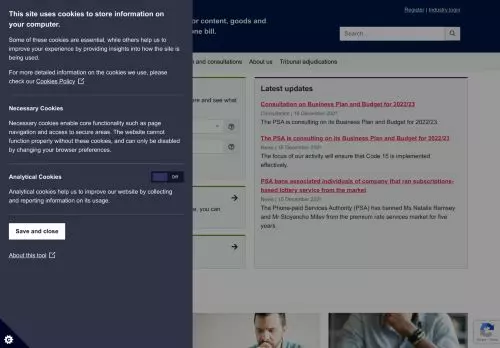 This site uses cookies to store information on
your computer.
Some of these cookies are essential, while others help us to
improve your experience by providing insights into how the site is
being used.
For more detailed information on the cookies we use, please
check our Cookies Policy
Necessary Cookies
Necessary cookies enable core functionality such as page
navigation and access to secure areas. The website cannot
function properly without these cookies, and can only be disabled
by changing your browser preferences.
Analytical Cookies
Off
Analytical cookies help us to improve our website by collecting
and reporting information on its usage.
Save and close
About this tool
Register | Industry login
or content, goods and
one bill.
Search...
and consultations
About us
Tribunal adjudications
ere and see what
e, you can
Latest updates
Consultation on Business Plan and Budget for 2022/23
Consultation | 16 December 2021
The PSA is consulting on its Business Plan and Budget for 2022/23.
The PSA is consulting on its Business Plan and Budget for 2022/23
News | 16 December 2021
The focus of our activity will ensure that Code 15 is implemented
effectively.
PSA bans associated individuals of company that ran subscriptions-
based lottery service from the market
News | 15 December 2021
The Phone-paid Services Authority (PSA) has banned Ms Natalie Ramsey
and Mr Stoyancho Mitev from the premium rate services market for five
years.